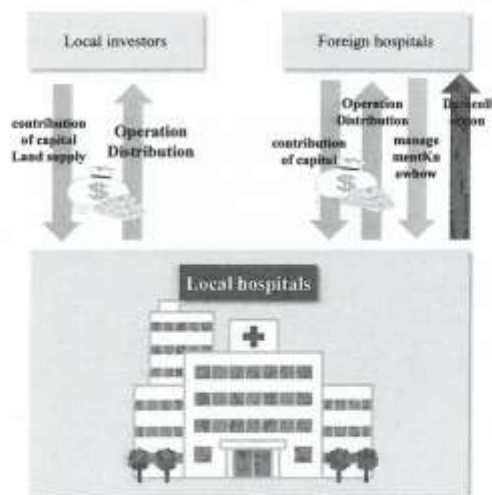 Local investors
Foreign hospitals
contribution
of capital
Land supply
Operation
Distribution
contribution
of capital
Operation
Distribution
manage
mentKn
owhow
Local hospitals
$
$